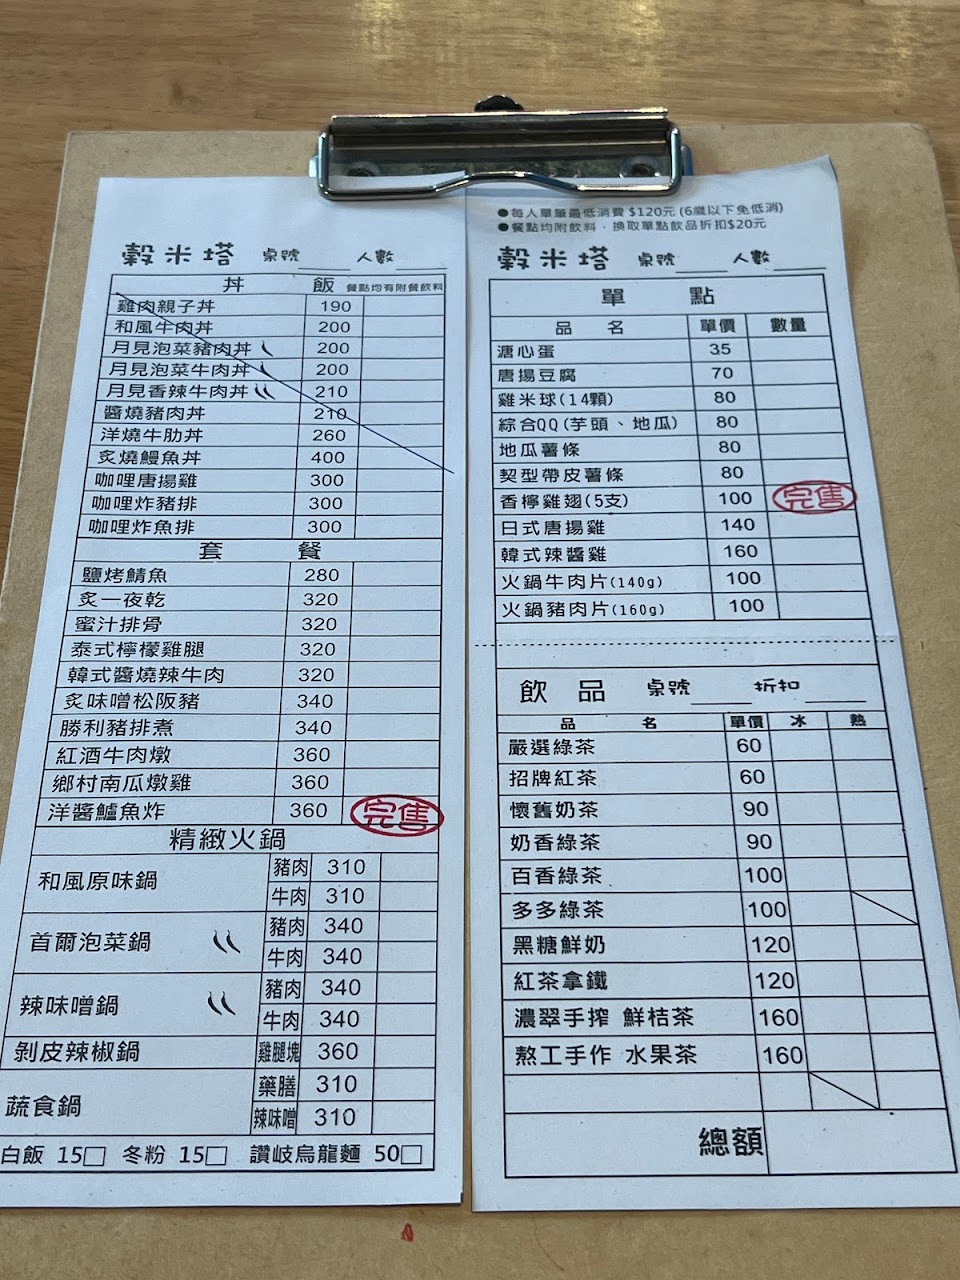 穀米塔 桌號 人數
丼 飯 餐點均有附餐飲料
雞肉親子丼 190
和風牛肉丼 200
月見泡菜豬肉丼 200
月見泡菜牛肉丼 200
月見香辣牛肉丼 210
醬燒豬肉丼 210
洋燒牛肋丼 260
炙燒鰻魚丼 400
咖哩唐揚雞 300
咖哩炸豬排 300
咖哩炸魚排 300
套 餐
鹽烤鯖魚 280
炙一夜乾 320
蜜汁排骨 320
泰式檸檬雞腿 320
韓式醬燒辣牛肉 320
炙味噌松阪豬 340
勝利豬排煮 340
紅酒牛肉燉 360
鄉村南瓜燉雞 360
洋醬鱸魚炸 360 完售
精緻火鍋
和風原味鍋 豬肉 310
牛肉 310
首爾泡菜鍋 豬肉 340
牛肉 340
辣味噌鍋 豬肉 340
牛肉 340
剝皮辣椒鍋 雞腿塊 360
蔬食鍋 藥膳 310
辣味噌 310
白飯 15□ 冬粉 15□ 讚岐烏龍麵 50□
●每人單筆最低消費 $120元 (6歲以下免低消)
●餐點均附飲料，換取單點飲品折扣$20元
穀米塔 桌號 人數
單 點
品 名 單價 數量
溏心蛋 35
唐揚豆腐 70
雞米球(14顆) 80
綜合QQ(芋頭、地瓜) 80
地瓜薯條 80
契型帶皮薯條 80
香檸雞翅(5支) 100 完售
日式唐揚雞 140
韓式辣醬雞 160
火鍋牛肉片(140g) 100
火鍋豬肉片(160g) 100
飲 品 桌號 折扣
品 名 單價 冰 熱
嚴選綠茶 60
招牌紅茶 60
懷舊奶茶 90
奶香綠茶 90
百香綠茶 100
多多綠茶 100
黑糖鮮奶 120
紅茶拿鐵 120
濃翠手搾 鮮桔茶 160
熬工手作 水果茶 160
總額